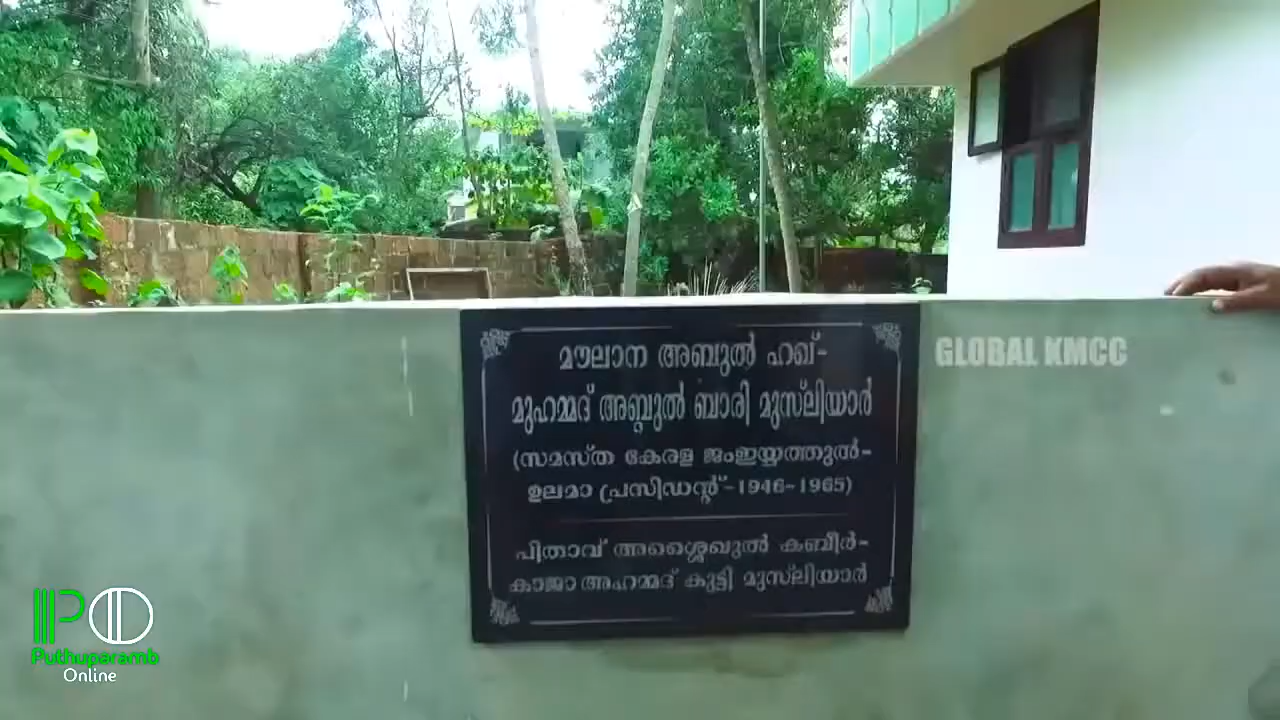 മൗലാന അബുൽ ഹഖ്-
മുഹമ്മദ് അബ്ദുൽ ബാരി മുസ്‌ലിയാർ
(സമസ്ത കേരള ജംഇയ്യത്തുൽ-
ഉലമാ പ്രസിഡന്റ്-1946-1965)
പിതാവ് അശ്ശൈഖുൽ കബീർ-
കാജാ അഹമ്മദ് കുട്ടി മുസ്‌ലിയാർ
GLOBAL KMCC
PO
Puthuparamb
Online